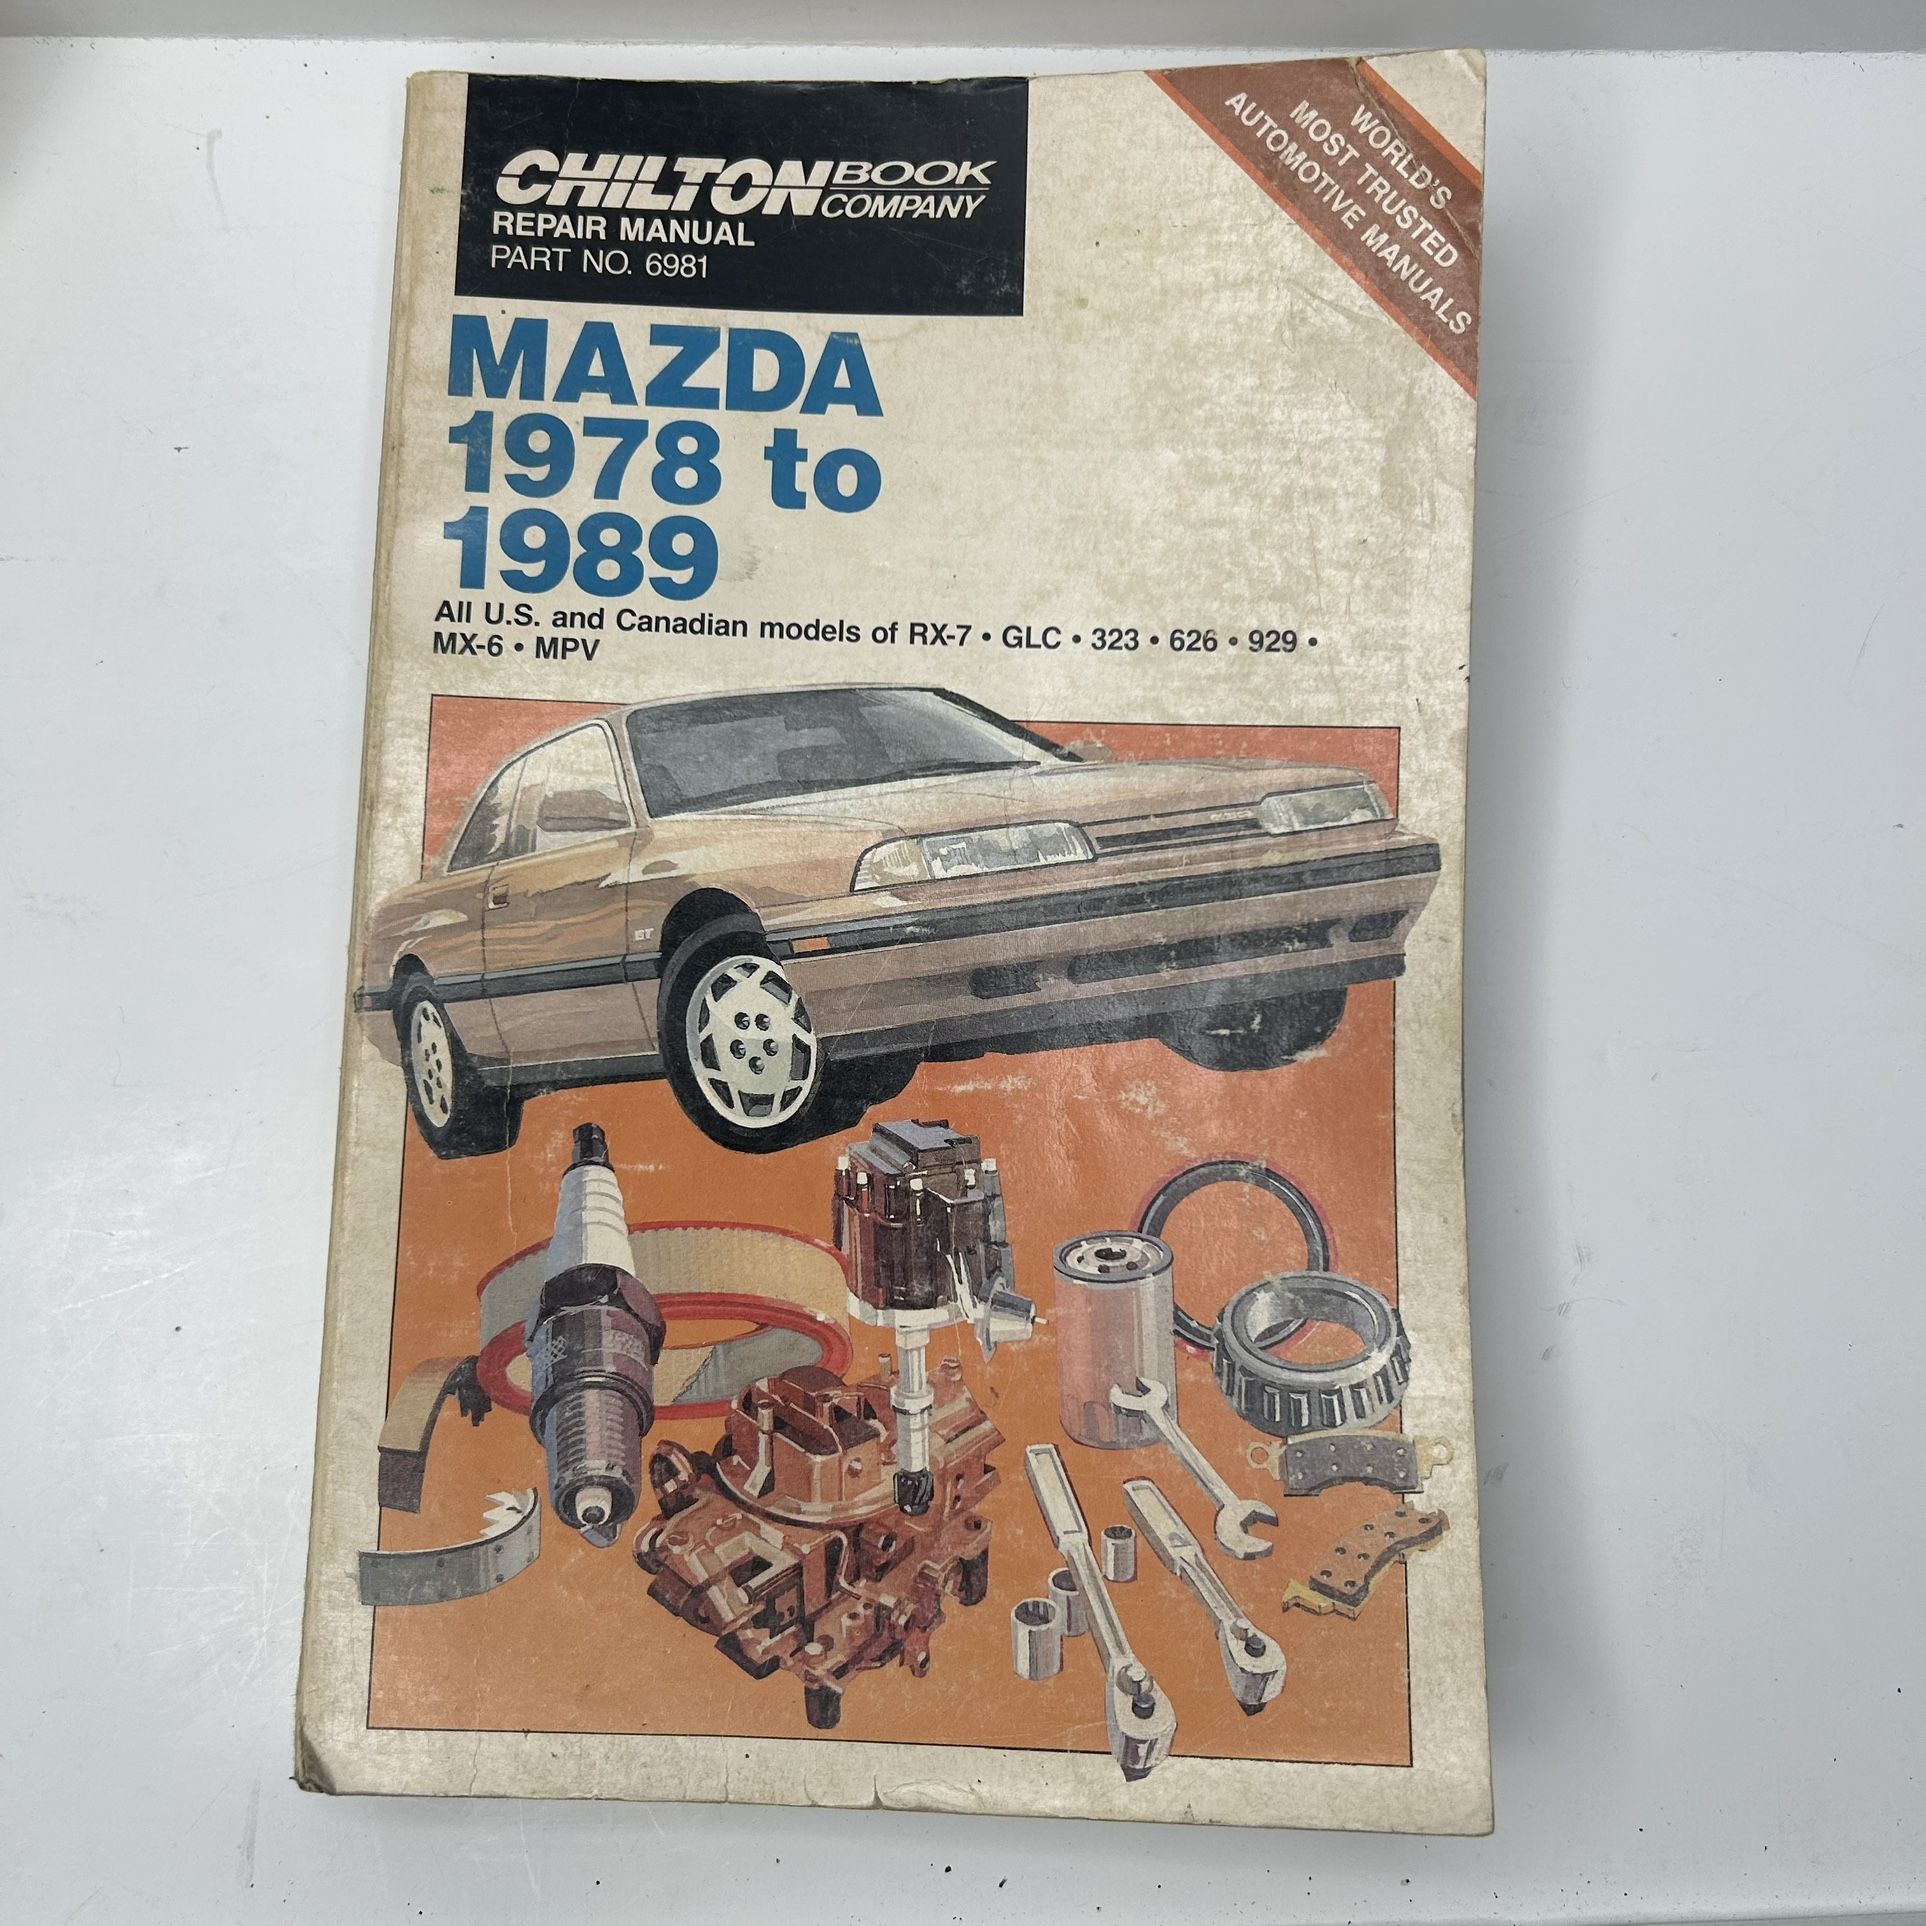 CHILTON BOOK COMPANY
REPAIR MANUAL
PART NO. 6981
WORLD'S
MOST TRUSTED
AUTOMOTIVE MANUALS
MAZDA
1978 to
1989
All U.S. and Canadian models of RX-7 • GLC • 323 • 626 • 929 •
MX-6 • MPV
GT